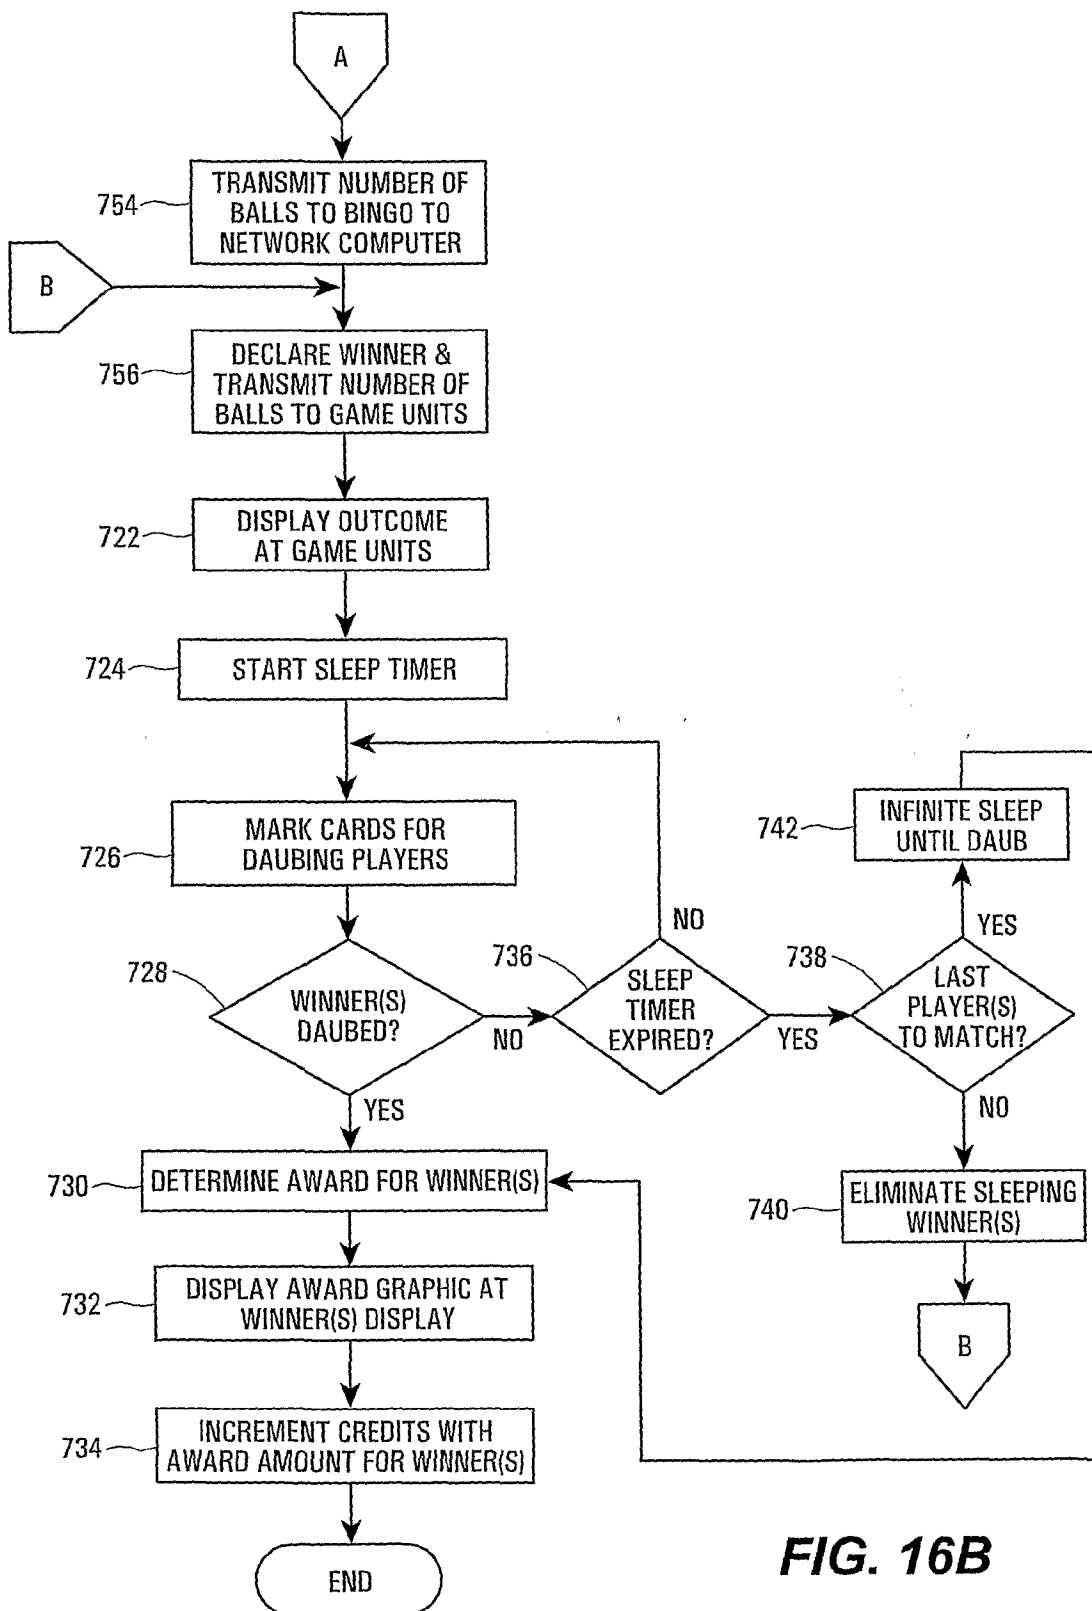 A
754
TRANSMIT NUMBER OF
BALLS TO BINGO TO
NETWORK COMPUTER
B
756
DECLARE WINNER &
TRANSMIT NUMBER OF
BALLS TO GAME UNITS
722
DISPLAY OUTCOME
AT GAME UNITS
724
START SLEEP TIMER
726
MARK CARDS FOR
DAUBING PLAYERS
742
INFINITE SLEEP
UNTIL DAUB
728
WINNER(S)
DAUBED?
NO
YES
736
SLEEP
TIMER
EXPIRED?
NO
YES
738
LAST
PLAYER(S)
TO MATCH?
YES
NO
730
DETERMINE AWARD FOR WINNER(S)
740
ELIMINATE SLEEPING
WINNER(S)
732
DISPLAY AWARD GRAPHIC AT
WINNER(S) DISPLAY
B
734
INCREMENT CREDITS WITH
AWARD AMOUNT FOR WINNER(S)
END
FIG. 16B